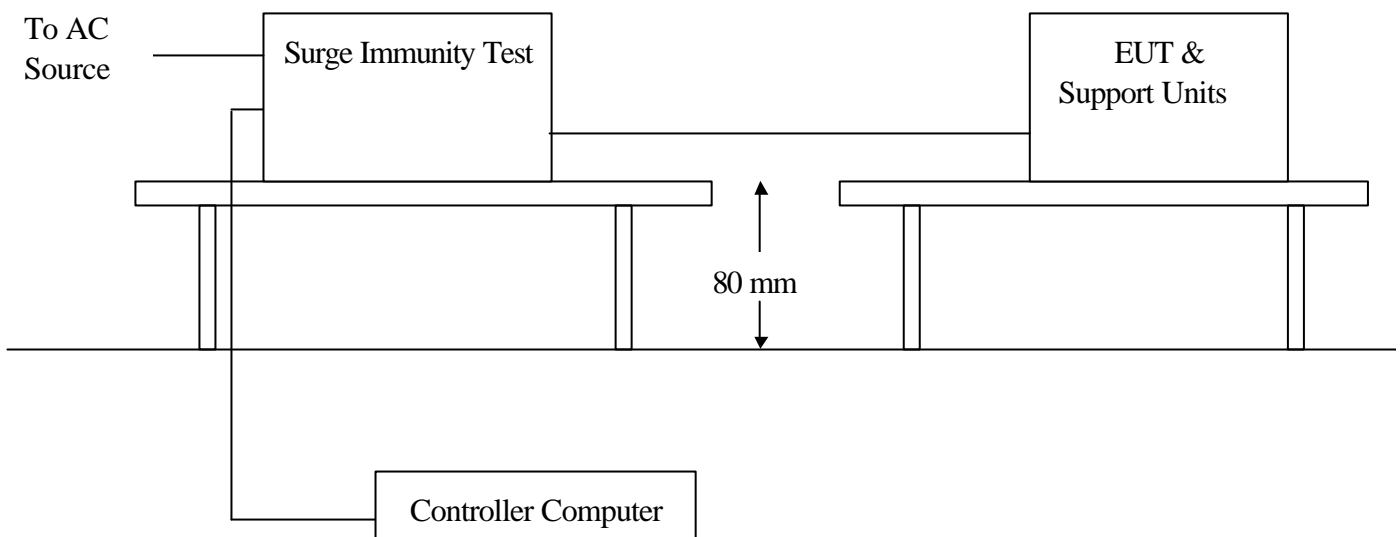 To AC
Source
Surge Immunity Test
EUT &
Support Units
80 mm
Controller Computer